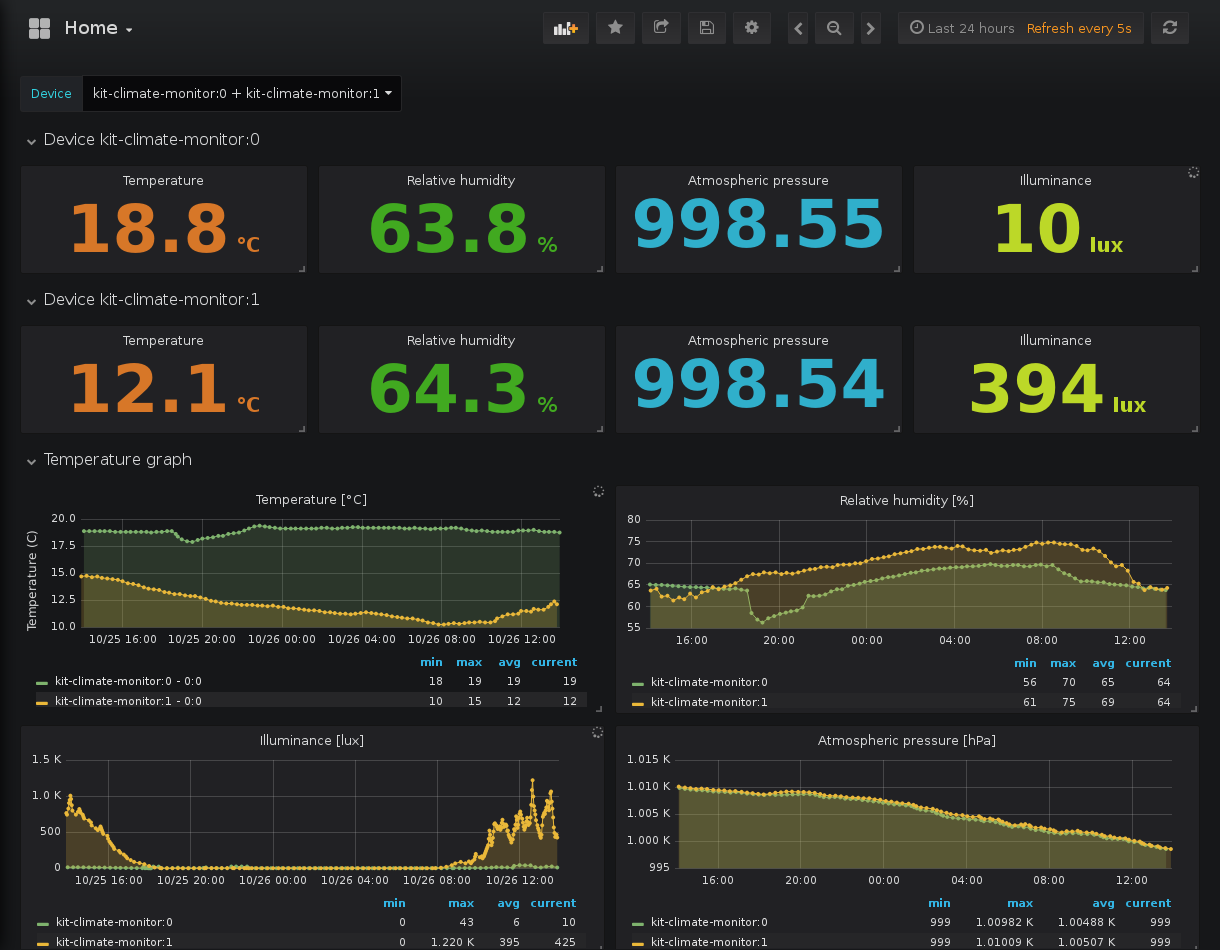 Home
Last 24 hours Refresh every 5s
Device kit-climate-monitor:0 + kit-climate-monitor:1
Device kit-climate-monitor:0
Temperature Relative humidity Atmospheric pressure Illuminance
18.8 °C 63.8 % 998.55 10 lux
Device kit-climate-monitor:1
Temperature Relative humidity Atmospheric pressure Illuminance
12.1 °C 64.3 % 998.54 394 lux
Temperature graph
Temperature [°C]
Temperature (C)
20.0
17.5
15.0
12.5
10.0
10/25 16:00 10/25 20:00 10/26 00:00 10/26 04:00 10/26 08:00 10/26 12:00
min max avg current
kit-climate-monitor:0 - 0:0 18 19 19 19
kit-climate-monitor:1 - 0:0 10 15 12 12
Relative humidity [%]
80
75
70
65
60
55
16:00 20:00 00:00 04:00 08:00 12:00
min max avg current
kit-climate-monitor:0 56 70 65 64
kit-climate-monitor:1 61 75 69 64
Illuminance [lux]
1.5 K
1.0 K
500
0
10/25 16:00 10/25 20:00 10/26 00:00 10/26 04:00 10/26 08:00 10/26 12:00
min max avg current
kit-climate-monitor:0 0 43 6 10
kit-climate-monitor:1 0 1.220 K 395 425
Atmospheric pressure [hPa]
1.015 K
1.010 K
1.005 K
1.000 K
995
16:00 20:00 00:00 04:00 08:00 12:00
min max avg current
kit-climate-monitor:0 999 1.00982 K 1.00488 K 999
kit-climate-monitor:1 999 1.01009 K 1.00507 K 999